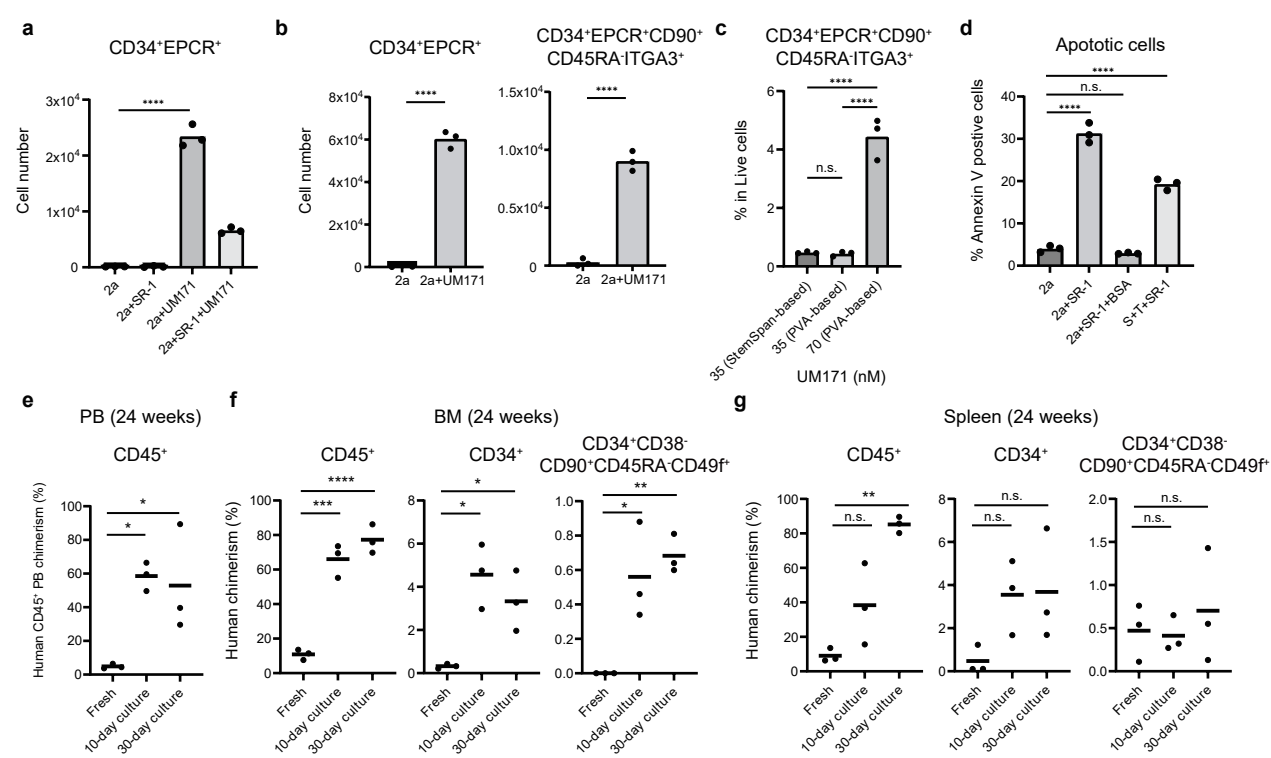 a
CD34⁺EPCR⁺
Cell number
3x10⁴
2x10⁴
1x10⁴
0
****
2a
2a+SR-1
2a+UM171
2a+SR-1+UM171
b
CD34⁺EPCR⁺
Cell number
8x10⁴
6x10⁴
4x10⁴
2x10⁴
0
****
2a
2a+UM171
CD34⁺EPCR⁺CD90⁺
CD45RA⁻ITGA3⁺
1.5x10⁴
1.0x10⁴
0.5x10⁴
0
****
2a
2a+UM171
c
CD34⁺EPCR⁺CD90⁺
CD45RA⁻ITGA3⁺
% in Live cells
6
4
2
0
****
****
n.s.
35 (StemSpan-based)
35 (PVA-based)
70 (PVA-based)
UM171 (nM)
d
Apototic cells
% Annexin V postive cells
40
30
20
10
0
****
n.s.
****
2a
2a+SR-1
2a+SR-1+BSA
S+T+SR-1
e
PB (24 weeks)
CD45⁺
Human CD45⁺ PB chimerism (%)
100
80
60
40
20
0
*
*
Fresh
10-day culture
30-day culture
f
BM (24 weeks)
CD45⁺
Human chimerism (%)
100
80
60
40
20
0
****
***
Fresh
10-day culture
30-day culture
CD34⁺
8
6
4
2
0
*
*
Fresh
10-day culture
30-day culture
CD34⁺CD38⁻
CD90⁺CD45RA⁻CD49f⁺
1.0
0.8
0.6
0.4
0.2
0.0
**
*
Fresh
10-day culture
30-day culture
g
Spleen (24 weeks)
CD45⁺
Human chimerism (%)
100
80
60
40
20
0
**
n.s.
Fresh
10-day culture
30-day culture
CD34⁺
8
6
4
2
0
n.s.
n.s.
Fresh
10-day culture
30-day culture
CD34⁺CD38⁻
CD90⁺CD45RA⁻CD49f⁺
2.0
1.5
1.0
0.5
0.0
n.s.
n.s.
Fresh
10-day culture
30-day culture